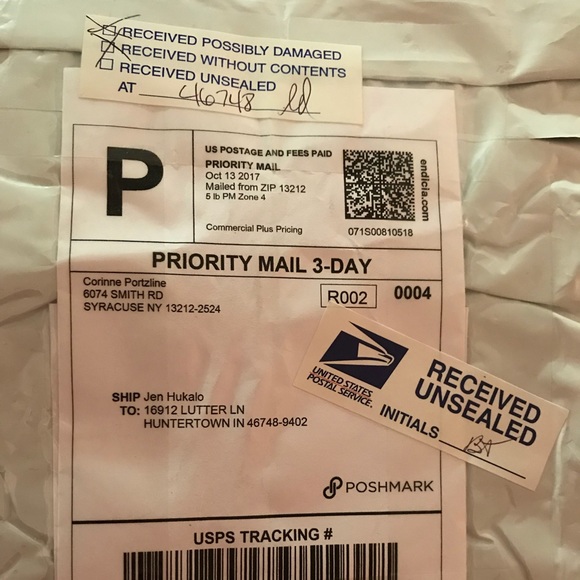 RECEIVED POSSIBLY DAMAGED
RECEIVED WITHOUT CONTENTS
RECEIVED UNSEALED
AT 46748
P
US POSTAGE AND FEES PAID
PRIORITY MAIL
Oct 13 2017
Mailed from ZIP 13212
5 lb PM Zone 4
Commercial Plus Pricing
071S00810518
endicia.com
PRIORITY MAIL 3-DAY
Corinne Portzline
6074 SMITH RD
SYRACUSE NY 13212-2524
R002 0004
UNITED STATES
POSTAL SERVICE.
RECEIVED
UNSEALED
INITIALS
SHIP Jen Hukalo
TO: 16912 LUTTER LN
HUNTERTOWN IN 46748-9402
POSHMARK
USPS TRACKING #